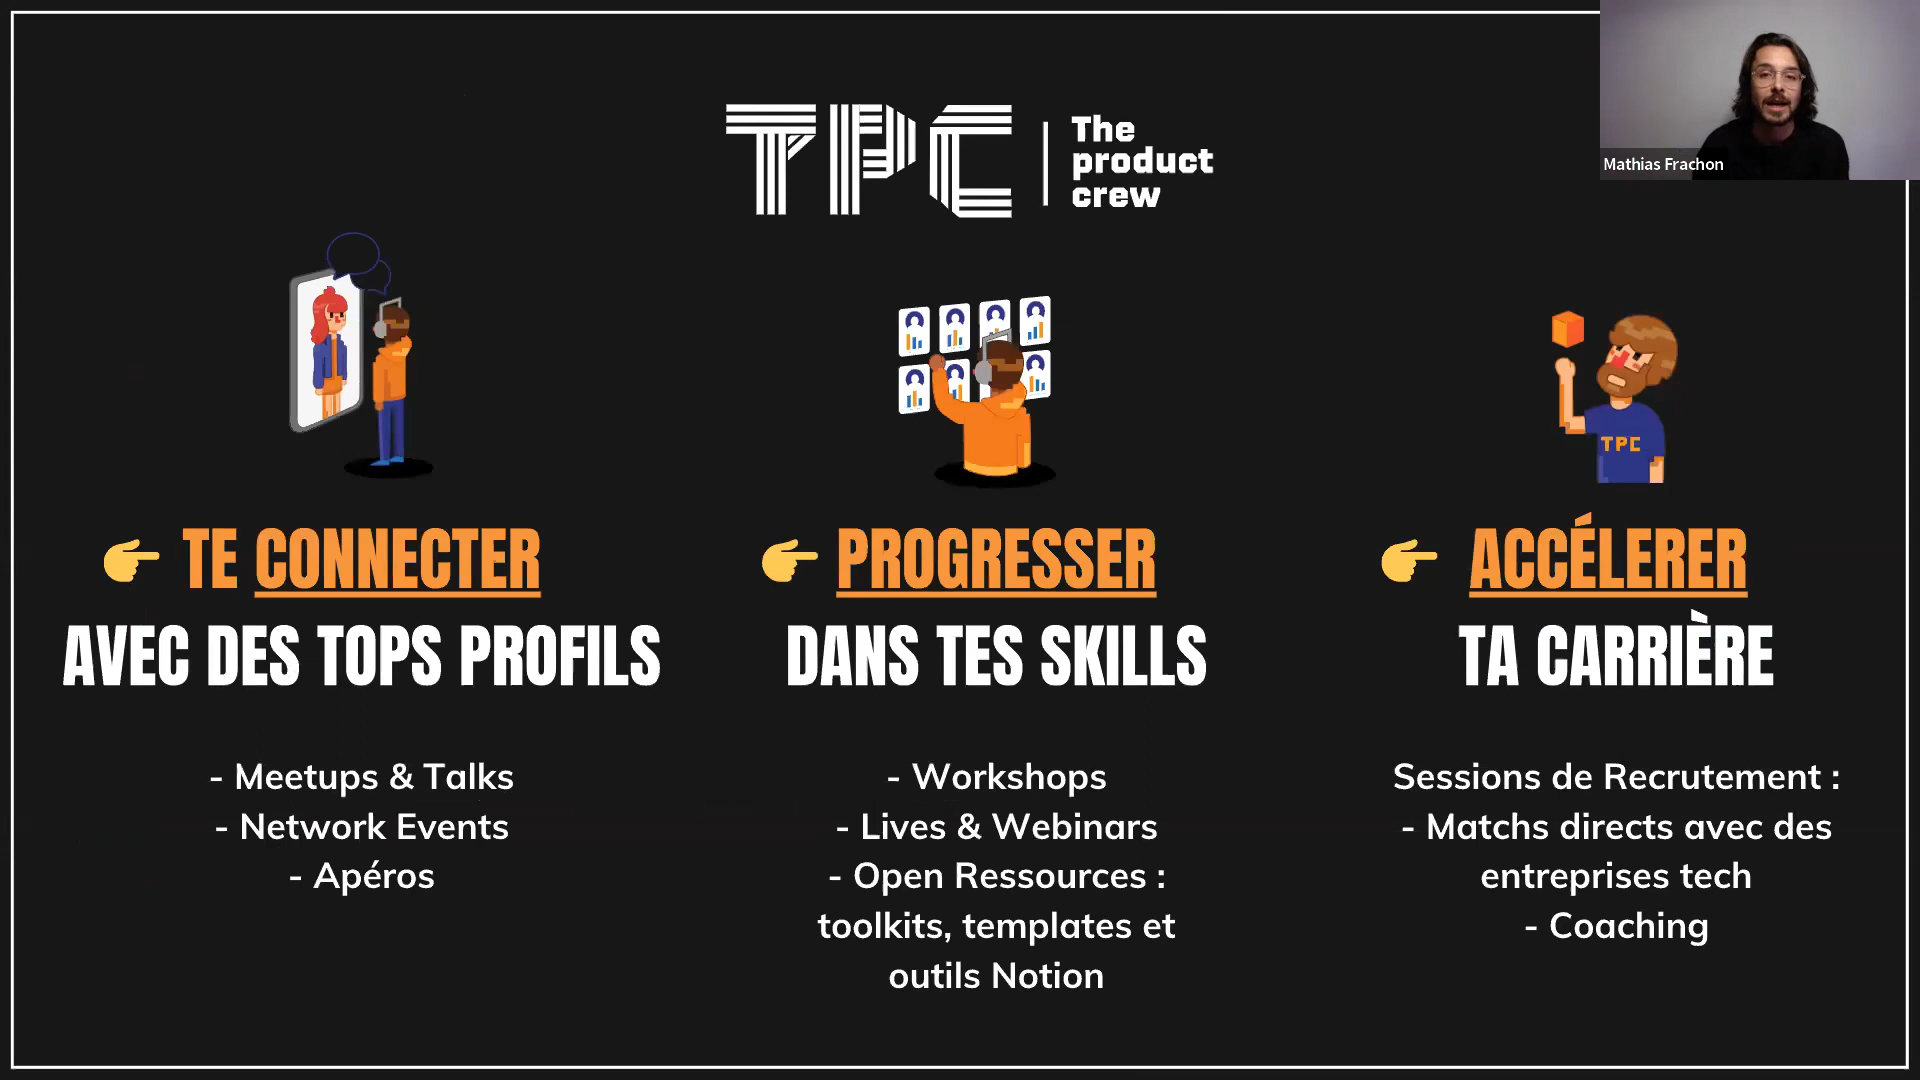 TPC
The
product
crew
Mathias Frachon
TPC
👉 TE CONNECTER
AVEC DES TOPS PROFILS
- Meetups & Talks
- Network Events
- Apéros
👉 PROGRESSER
DANS TES SKILLS
- Workshops
- Lives & Webinars
- Open Ressources :
toolkits, templates et
outils Notion
👉 ACCÉLERER
TA CARRIÈRE
Sessions de Recrutement :
- Matchs directs avec des
entreprises tech
- Coaching